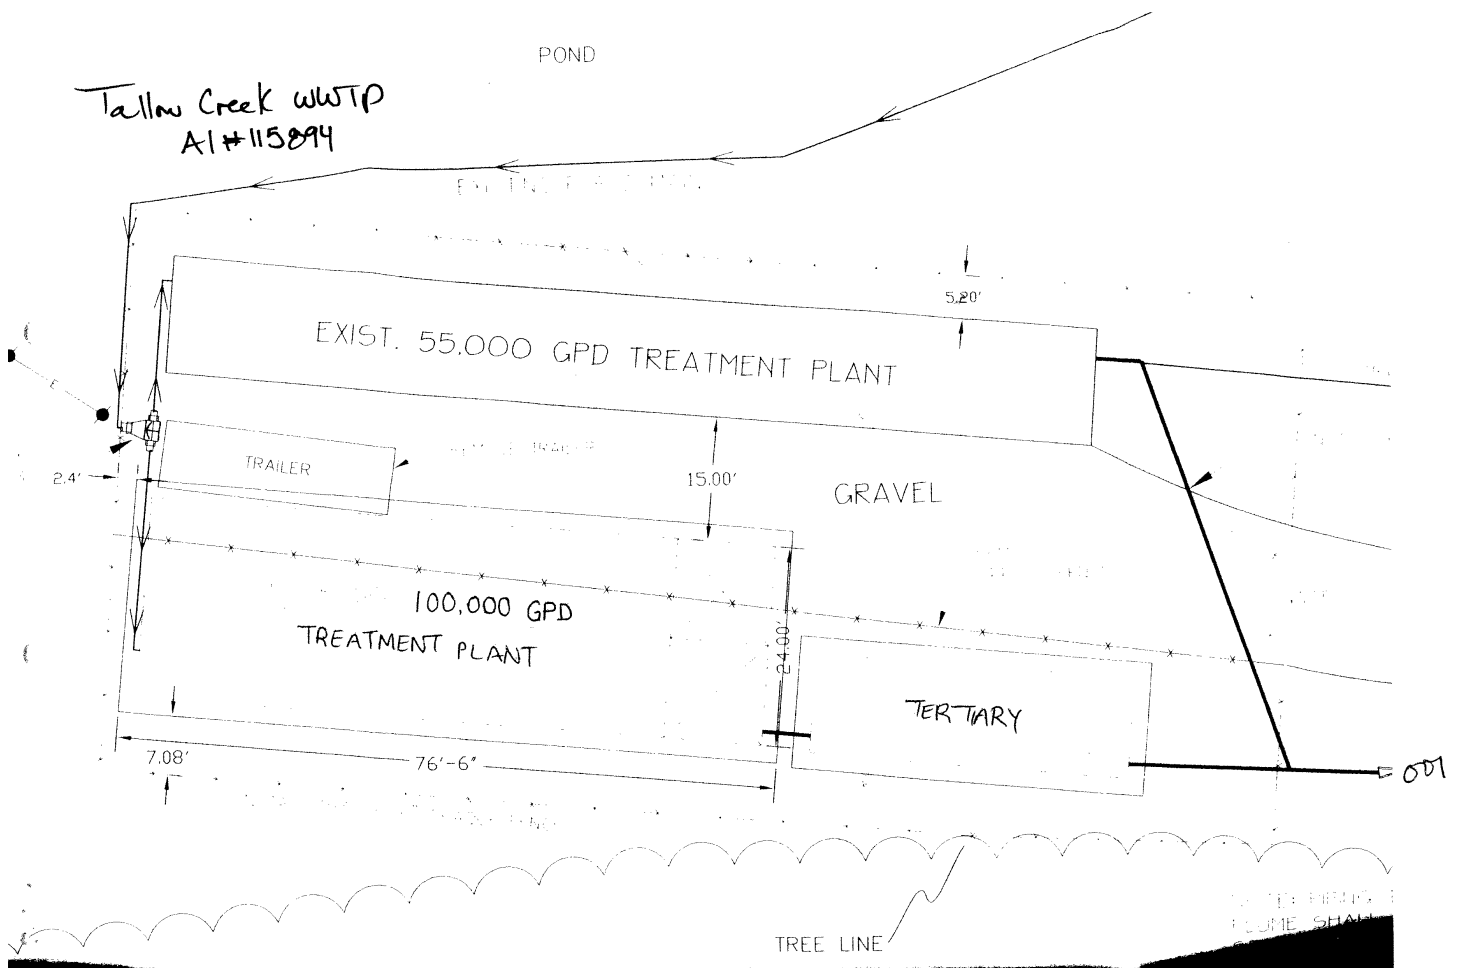 POND
Tallow Creek WWTP
AI#115894
5.20'
EXIST. 55.000 GPD TREATMENT PLANT
TRAILER
2.4'
15.00'
GRAVEL
100,000 GPD
TREATMENT PLANT
24.00'
TERTIARY
7.08'
76'-6"
001
TREE LINE